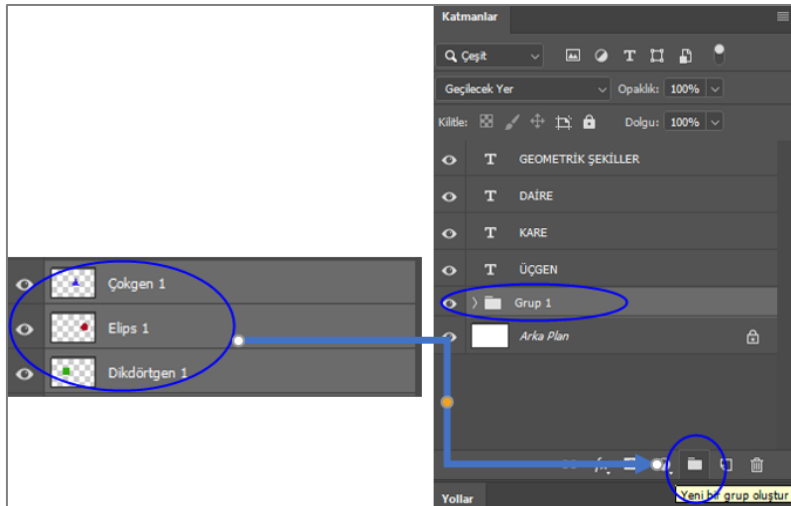 Katmanlar
Çeşit
Geçilecek Yer
Opaklık: 100%
Kilitle:
Dolgu: 100%
T GEOMETRİK ŞEKİLLER
T DAİRE
T KARE
T ÜÇGEN
Grup 1
Arka Plan
Çokgen 1
Elips 1
Dikdörtgen 1
fx
Yeni bir grup oluştur
Yollar